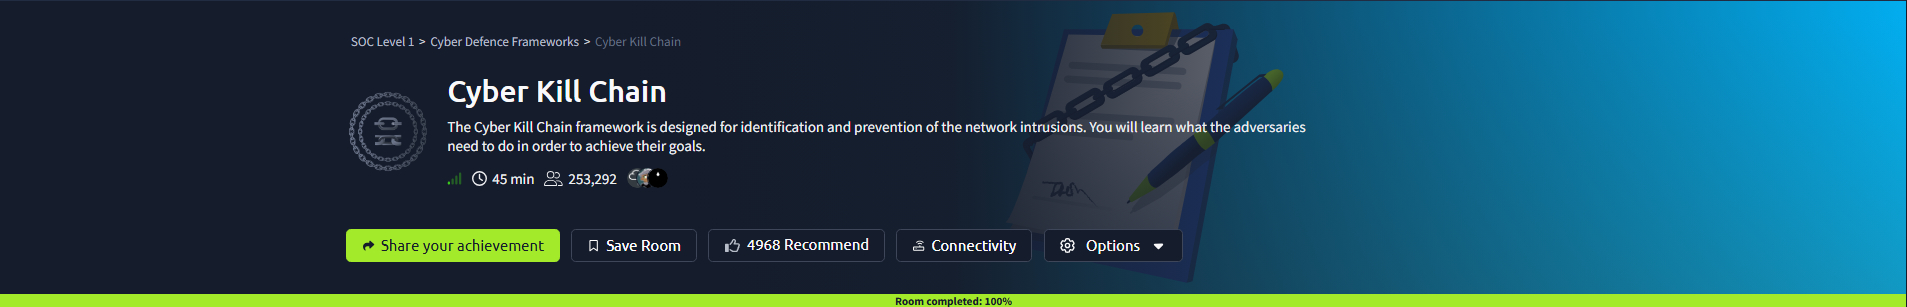 SOC Level 1 > Cyber Defence Frameworks > Cyber Kill Chain
Cyber Kill Chain
The Cyber Kill Chain framework is designed for identification and prevention of the network intrusions. You will learn what the adversaries
need to do in order to achieve their goals.
45 min 253,292
Share your achievement Save Room 4968 Recommend Connectivity Options
Room completed: 100%